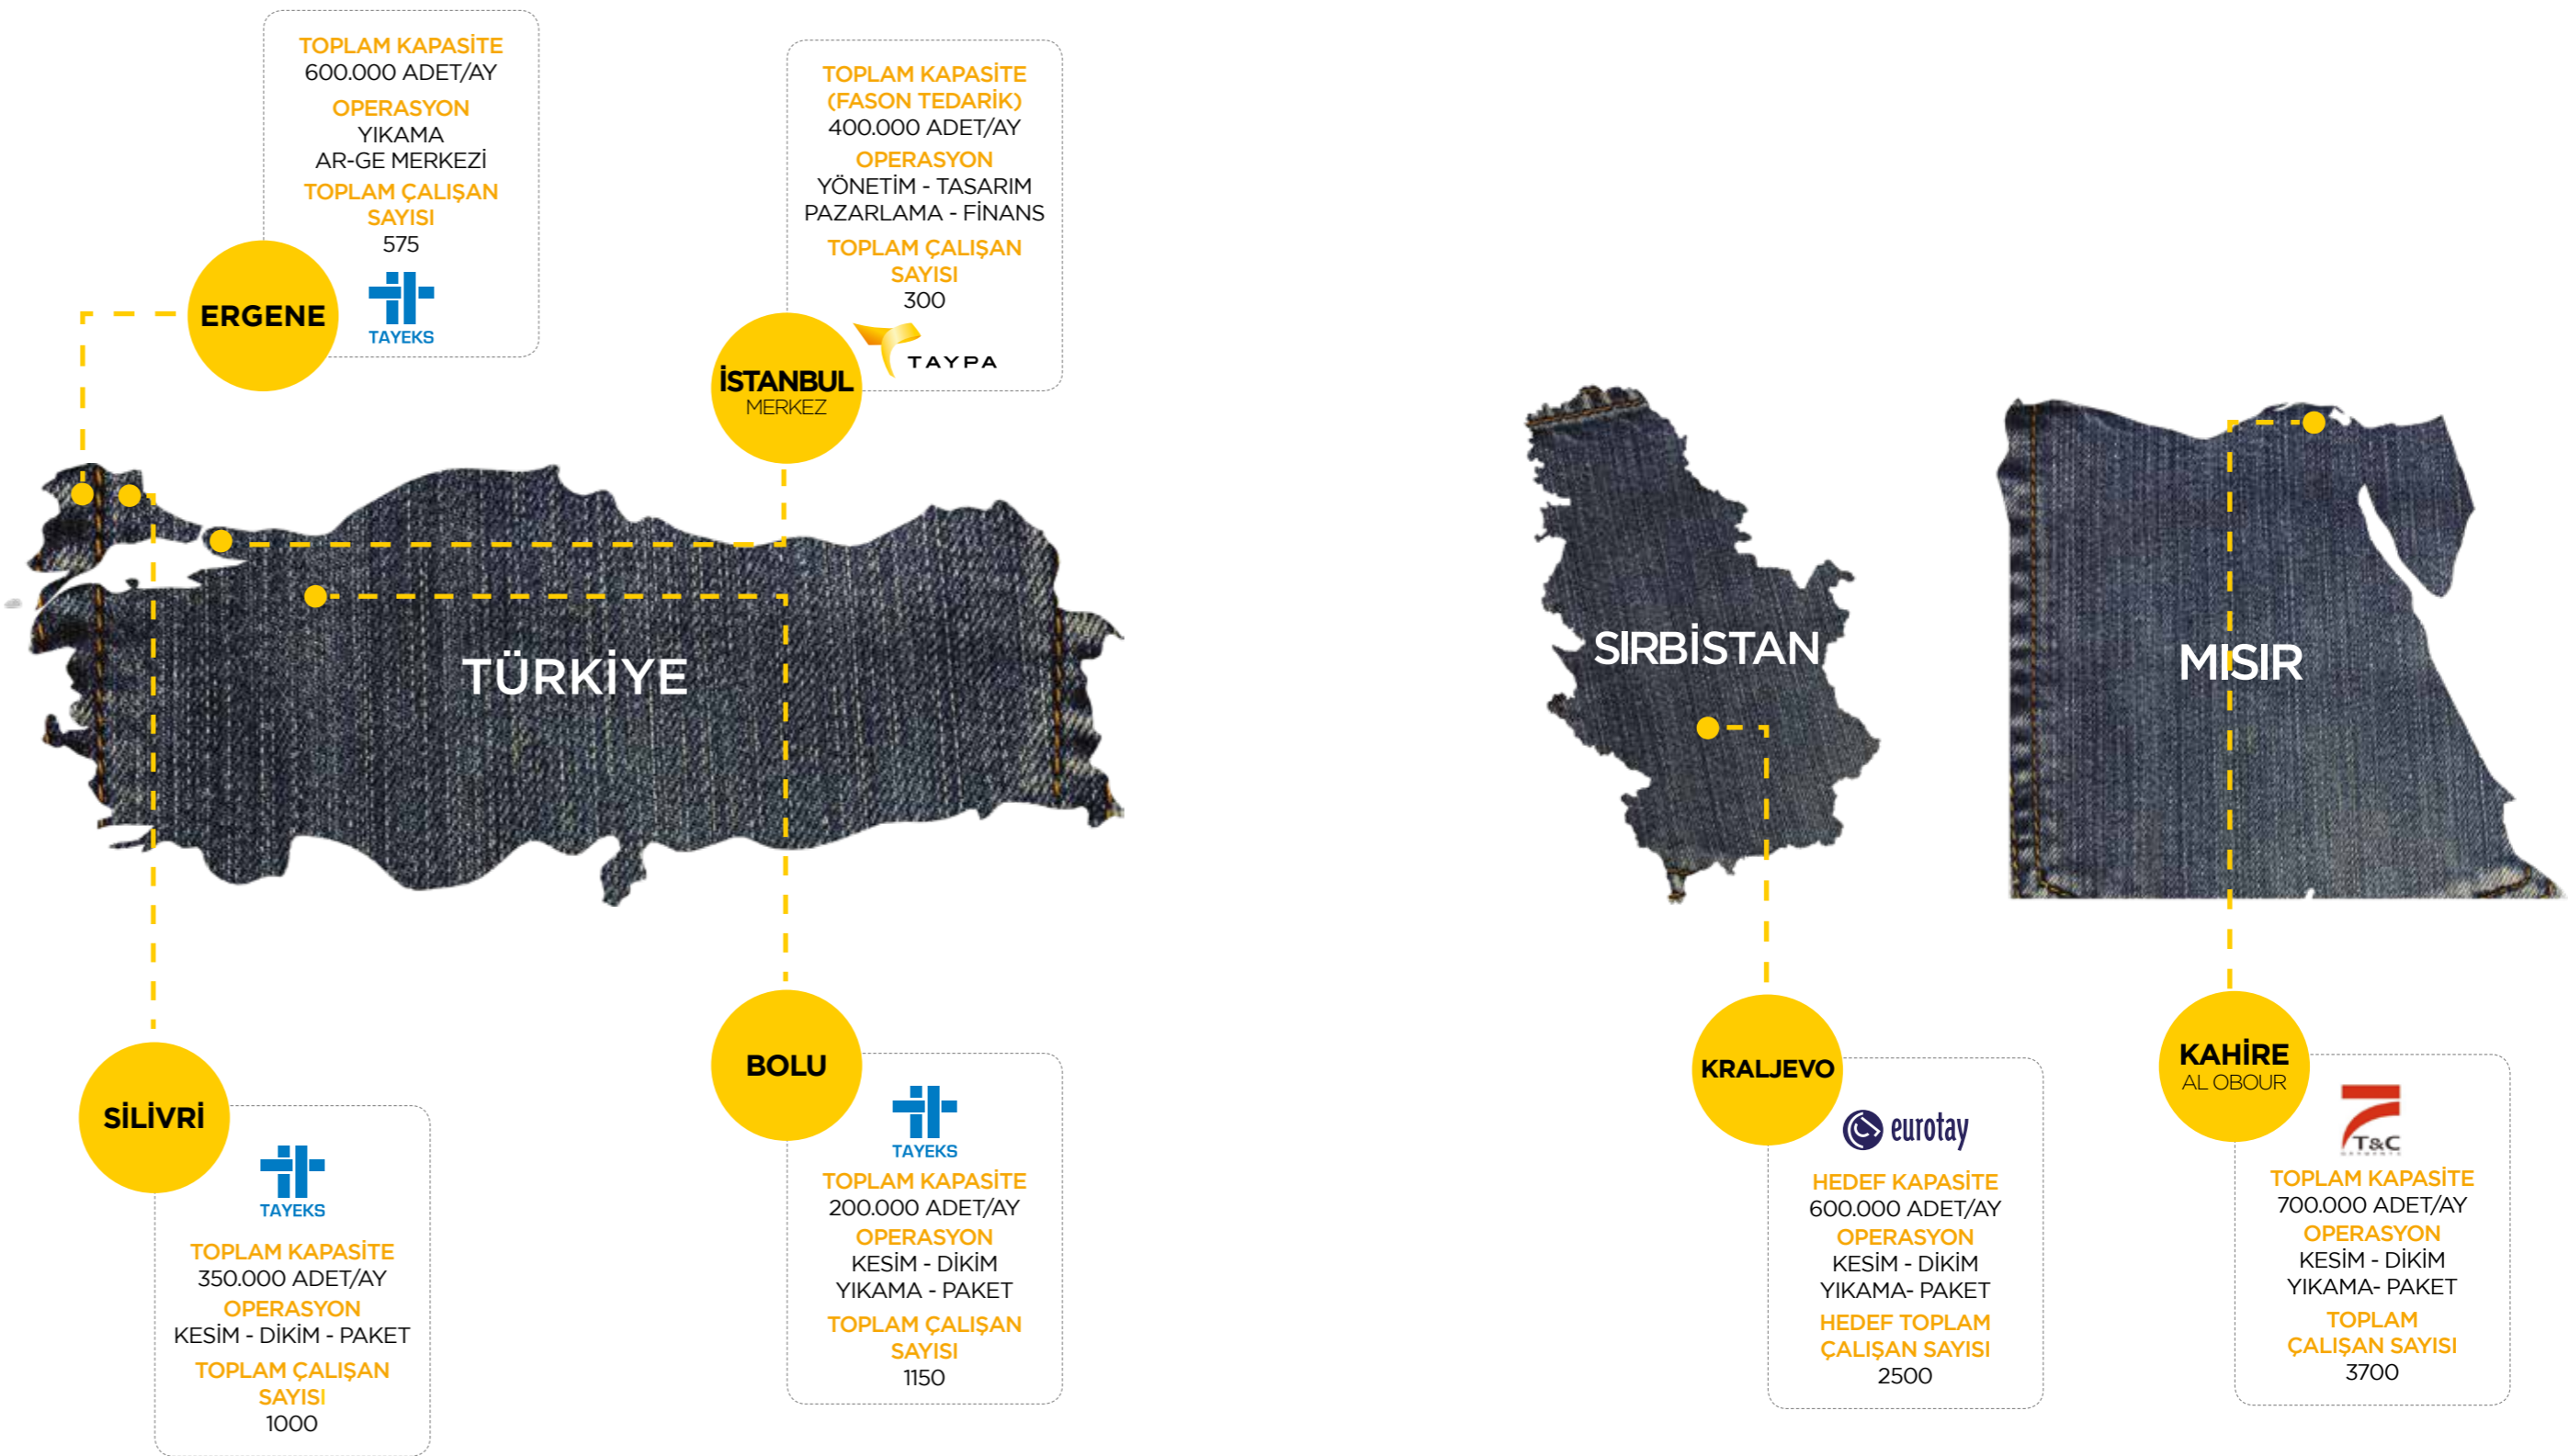 TOPLAM KAPASİTE
600.000 ADET/AY
OPERASYON
YIKAMA
AR-GE MERKEZİ
TOPLAM ÇALIŞAN
SAYISI
575
TAYEKS
ERGENE
TOPLAM KAPASİTE
(FASON TEDARİK)
400.000 ADET/AY
OPERASYON
YÖNETİM - TASARIM
PAZARLAMA - FİNANS
TOPLAM ÇALIŞAN
SAYISI
300
TAYPA
İSTANBUL
MERKEZ
TÜRKİYE
SIRBİSTAN
MISIR
SİLİVRİ
TAYEKS
TOPLAM KAPASİTE
350.000 ADET/AY
OPERASYON
KESİM - DİKİM - PAKET
TOPLAM ÇALIŞAN
SAYISI
1000
BOLU
TAYEKS
TOPLAM KAPASİTE
200.000 ADET/AY
OPERASYON
KESİM - DİKİM
YIKAMA - PAKET
TOPLAM ÇALIŞAN
SAYISI
1150
KRALJEVO
eurotay
HEDEF KAPASİTE
600.000 ADET/AY
OPERASYON
KESİM - DİKİM
YIKAMA- PAKET
HEDEF TOPLAM
ÇALIŞAN SAYISI
2500
KAHİRE
AL OBOUR
T&C
TOPLAM KAPASİTE
700.000 ADET/AY
OPERASYON
KESİM - DİKİM
YIKAMA- PAKET
TOPLAM
ÇALIŞAN SAYISI
3700